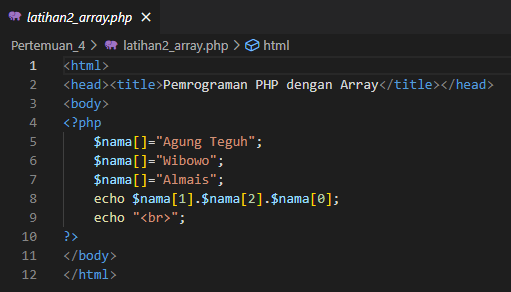 latihan2_array.php ×
Pertemuan_4 > latihan2_array.php > html
1 <html>
2 <head><title>Pemrograman PHP dengan Array</title></head>
3 <body>
4 <?php
5 $nama[]="Agung Teguh";
6 $nama[]="Wibowo";
7 $nama[]="Almais";
8 echo $nama[1].$nama[2].$nama[0];
9 echo "<br>";
10 ?>
11 </body>
12 </html>